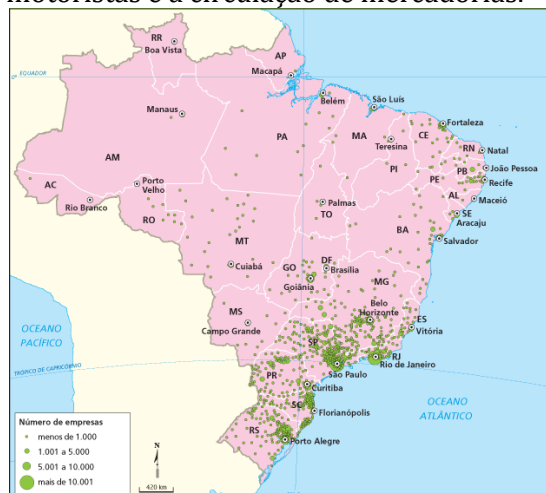 motoristas e a circulação de mercadorias.
RR
Boa Vista
AP
EQUADOR
Macapá
Belém
São Luís
Fortaleza
Manaus
Teresina
CE
RN
Natal
PA
MA
AM
PI
PB
João Pessoa
PE
Recife
AC
Porto
Velho
AL
Maceió
Rio Branco
RO
Palmas
TO
SE
Aracaju
BA
MT
Salvador
Cuiabá
GO
DF
Brasília
Goiânia
MG
Belo
Horizonte
MS
Campo Grande
ES
Vitória
SP
RJ
Rio de Janeiro
São Paulo
OCEANO
PACÍFICO
TRÓPICO DE CAPRICÓRNIO
PR
Curitiba
OCEANO
ATLÂNTICO
SC
Florianópolis
RS
Porto Alegre
Número de empresas
menos de 1.000
1.001 a 5.000
5.001 a 10.000
mais de 10.001
N
420 km